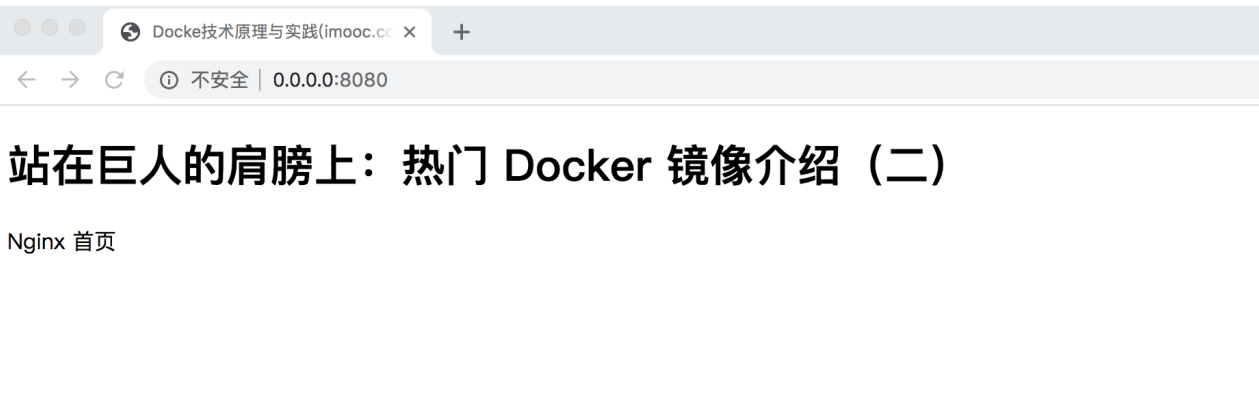 Docke技术原理与实践(imooc.cc
不安全 0.0.0.0:8080
站在巨人的肩膀上：热门 Docker 镜像介绍（二）
Nginx 首页